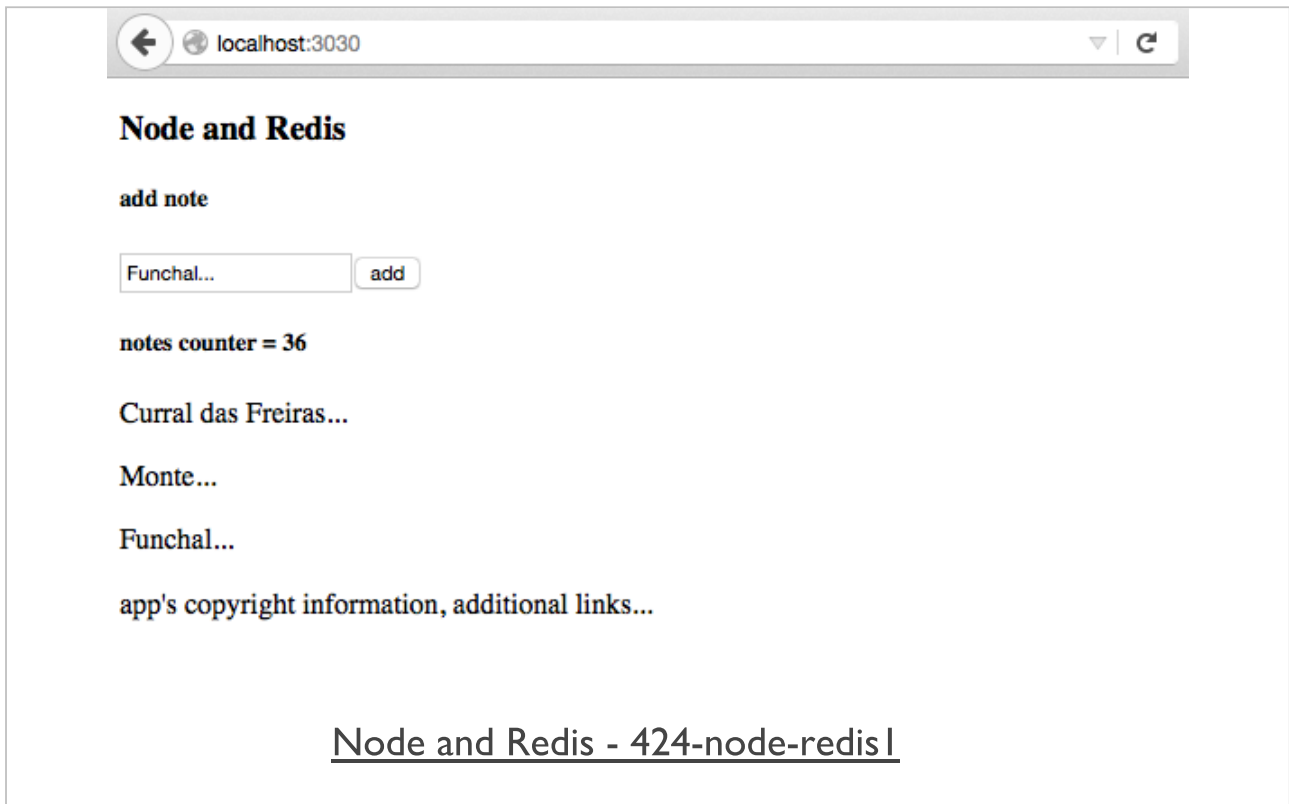 localhost:3030
Node and Redis
add note
Funchal... add
notes counter = 36
Curral das Freiras...
Monte...
Funchal...
app's copyright information, additional links...
Node and Redis - 424-node-redis1